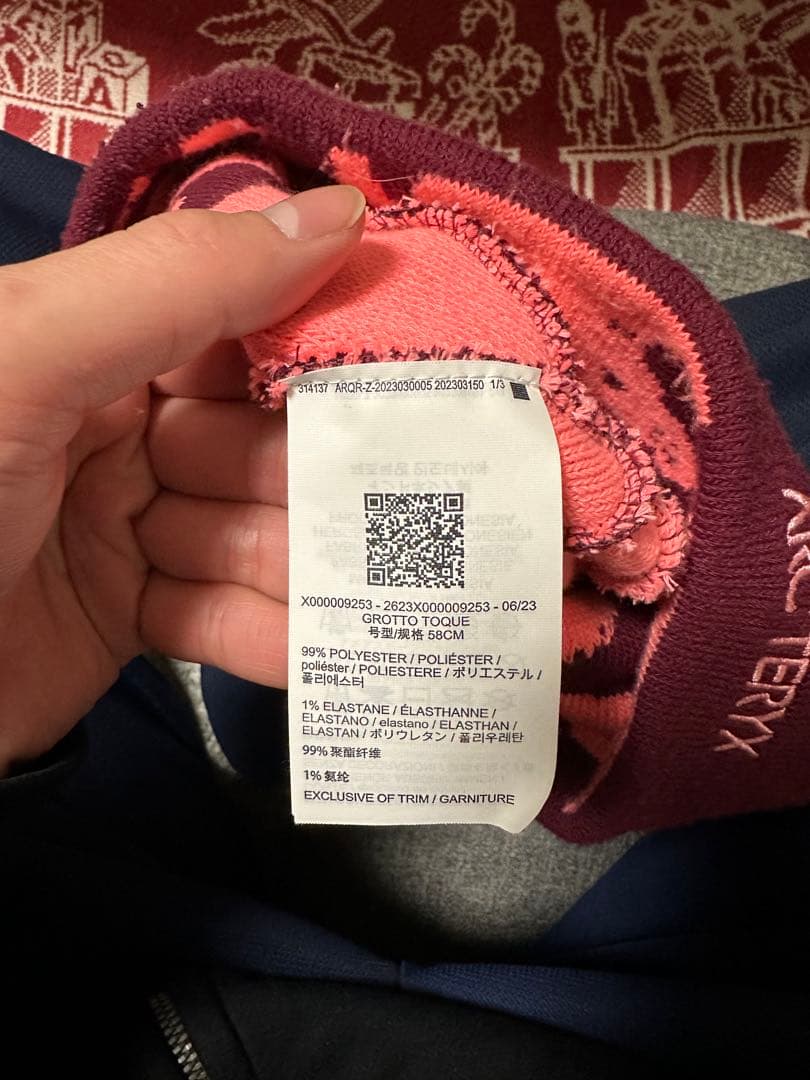 314137 ARQR-Z-2023030005 202303150 1/3
X000009253 - 2623X000009253 - 06/23
GROTTO TOQUE
号型/规格 58CM
99% POLYESTER / POLIÉSTER /
poliéster / POLIESTERE / ポリエステル /
폴리에스터
1% ELASTANE / ÉLASTHANNE /
ELASTANO / elastano / ELASTHAN /
ELASTAN / ポリウレタン / 폴리우레탄
99% 聚酯纤维
1% 氨纶
EXCLUSIVE OF TRIM / GARNITURE
ARC'TERYX